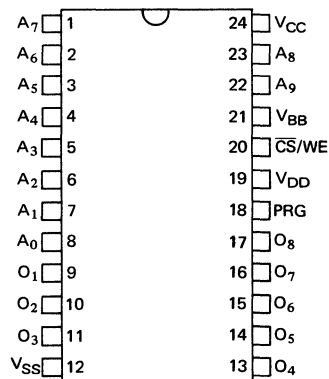 A7 1 24 VCC
A6 2 23 A8
A5 3 22 A9
A4 4 21 VBB
A3 5 20 C̅S̅/WE
A2 6 19 VDD
A1 7 18 PRG
A0 8 17 O8
O1 9 16 O7
O2 10 15 O6
O3 11 14 O5
VSS 12 13 O4